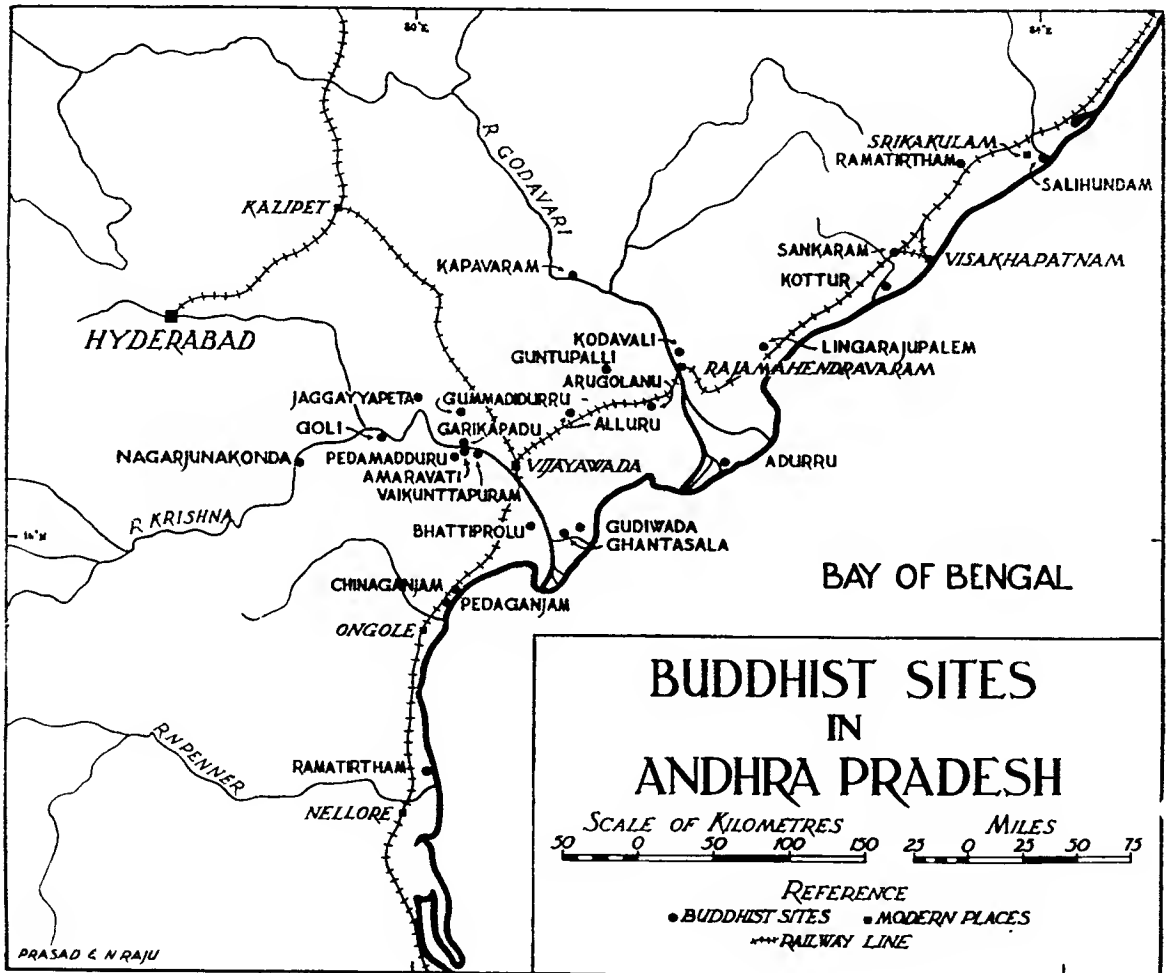 80°E
84°E
R GODAVARI
SRIKAKULAM
RAMATIRTHAM
SALIHUNDAM
KALIPET
SANKARAM
VISAKHAPATNAM
KAPAVARAM
KOTTUR
HYDERABAD
KODAVALI
LINGARAJUPALEM
GUNTUPALLI
RAJAMAHENDRAVARAM
ARUGOLANU
JAGGAYYAPETA
GUMMADIDURRU
GOLI
GARIKAPADU
ALLURU
NAGARJUNAKONDA
PEDAMADDURU
VIJAYAWADA
ADURRU
AMARAVATI
VAIKUNTTAPURAM
R KRISHNA
BHATTIPROLU
GUDIWADA
GHANTASALA
16°N
BAY OF BENGAL
CHINAGANJAM
PEDAGANJAM
ONGOLE
R.N.PENNER
RAMATIRTHAM
NELLORE
BUDDHIST SITES
IN
ANDHRA PRADESH
SCALE OF KILOMETRES MILES
50 0 50 100 150 25 0 25 50 75
REFERENCE
BUDDHIST SITES MODERN PLACES
RAILWAY LINE
PRASAD & N RAJU